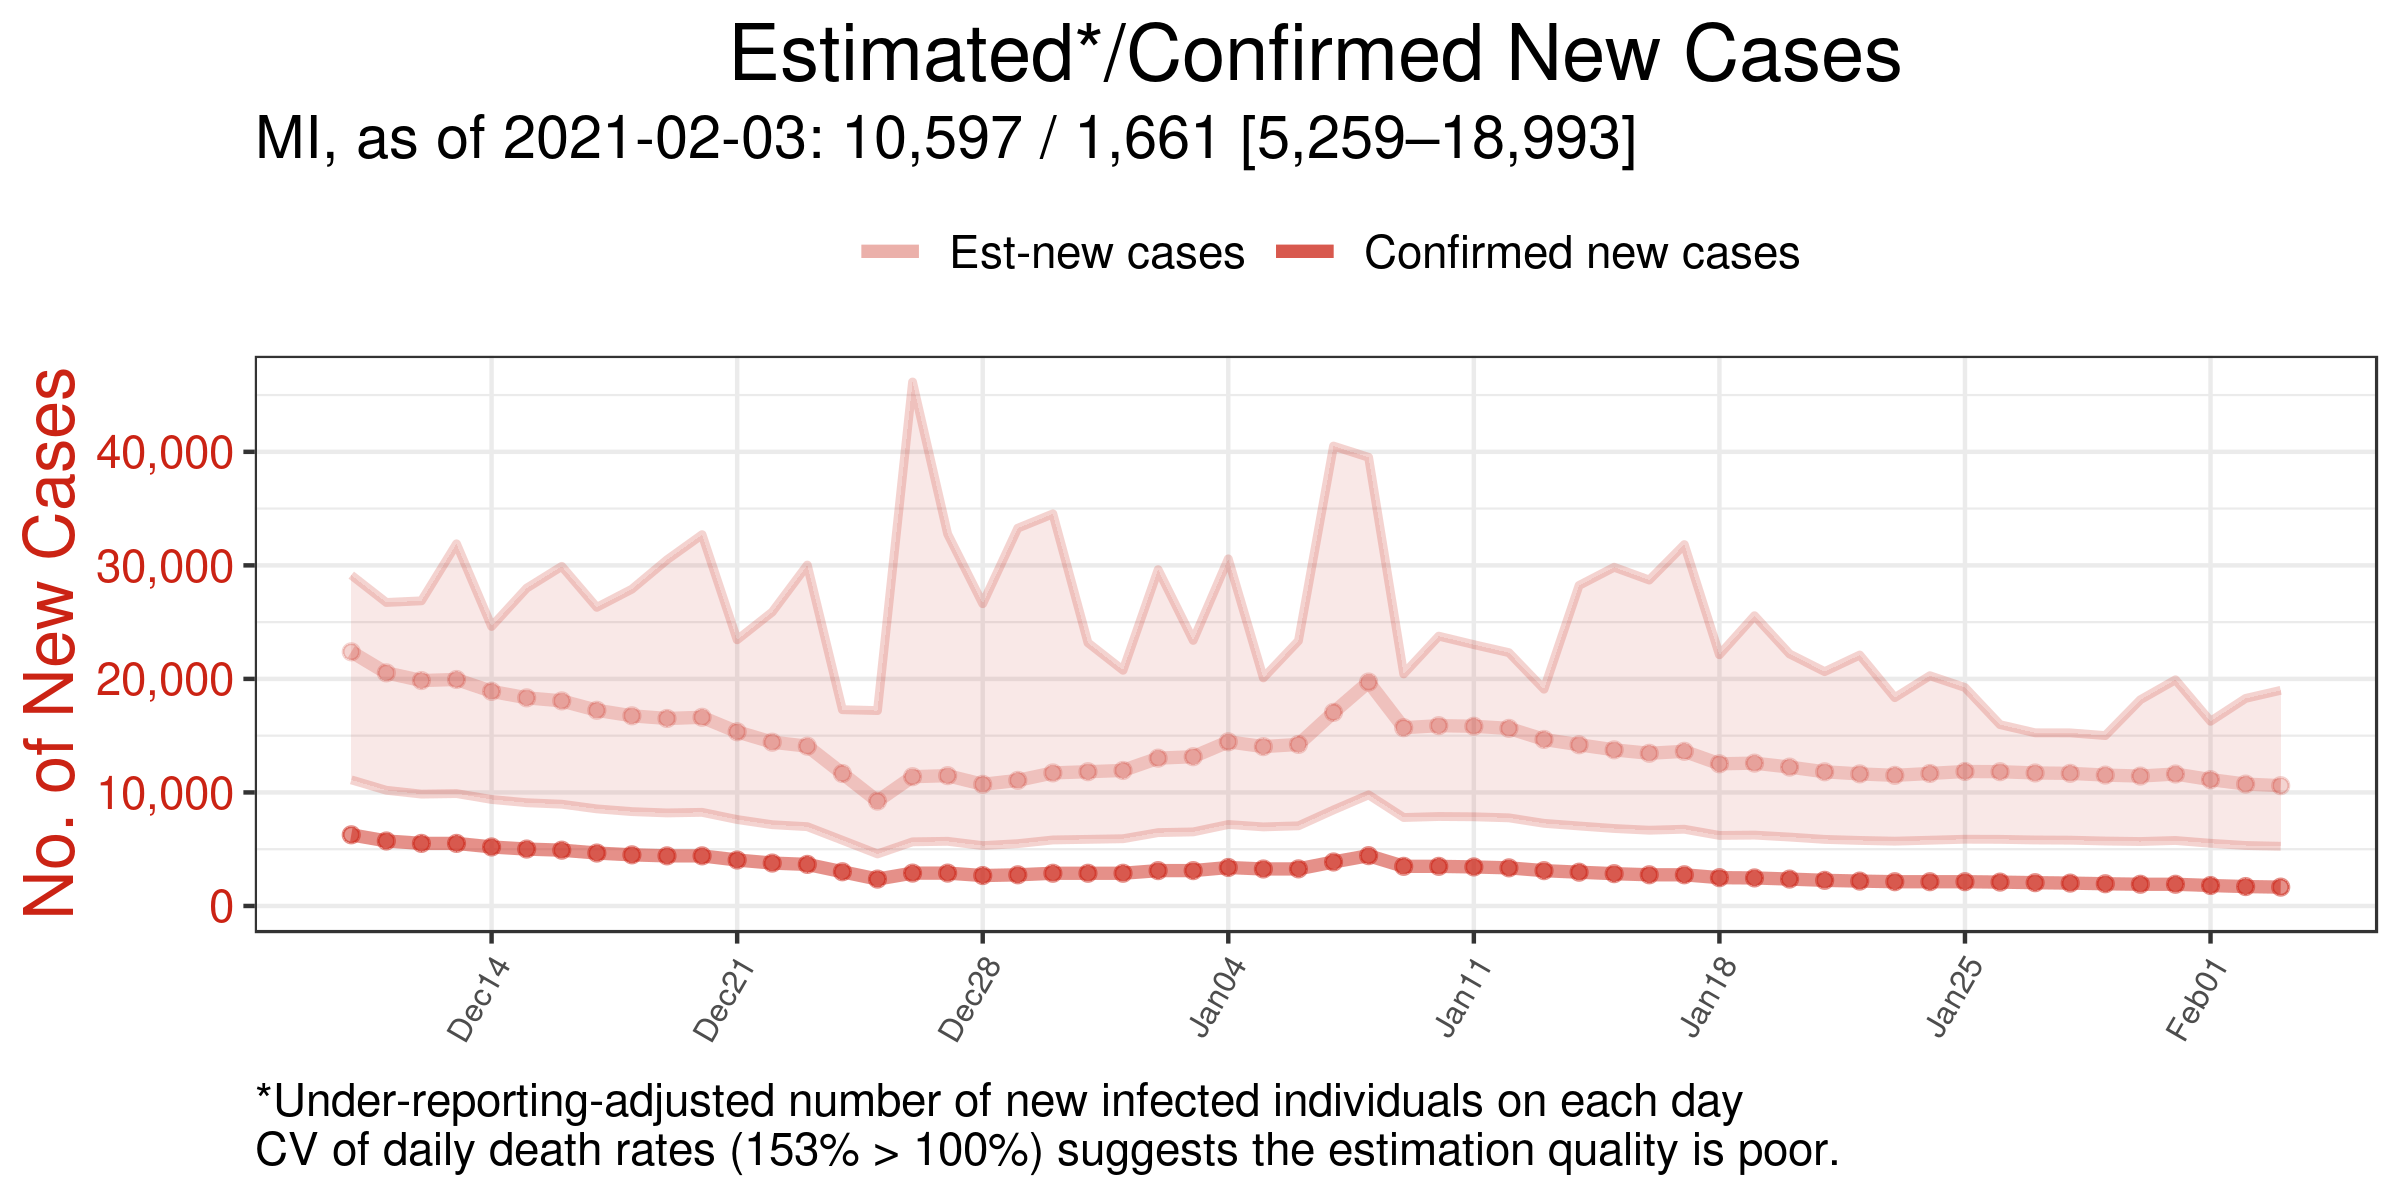 Estimated*/Confirmed New Cases
MI, as of 2021-02-03: 10,597 / 1,661 [5,259–18,993]
Est-new cases
Confirmed new cases
No. of New Cases
40,000
30,000
20,000
10,000
0
Dec14
Dec21
Dec28
Jan04
Jan11
Jan18
Jan25
Feb01
*Under-reporting-adjusted number of new infected individuals on each day
CV of daily death rates (153% > 100%) suggests the estimation quality is poor.